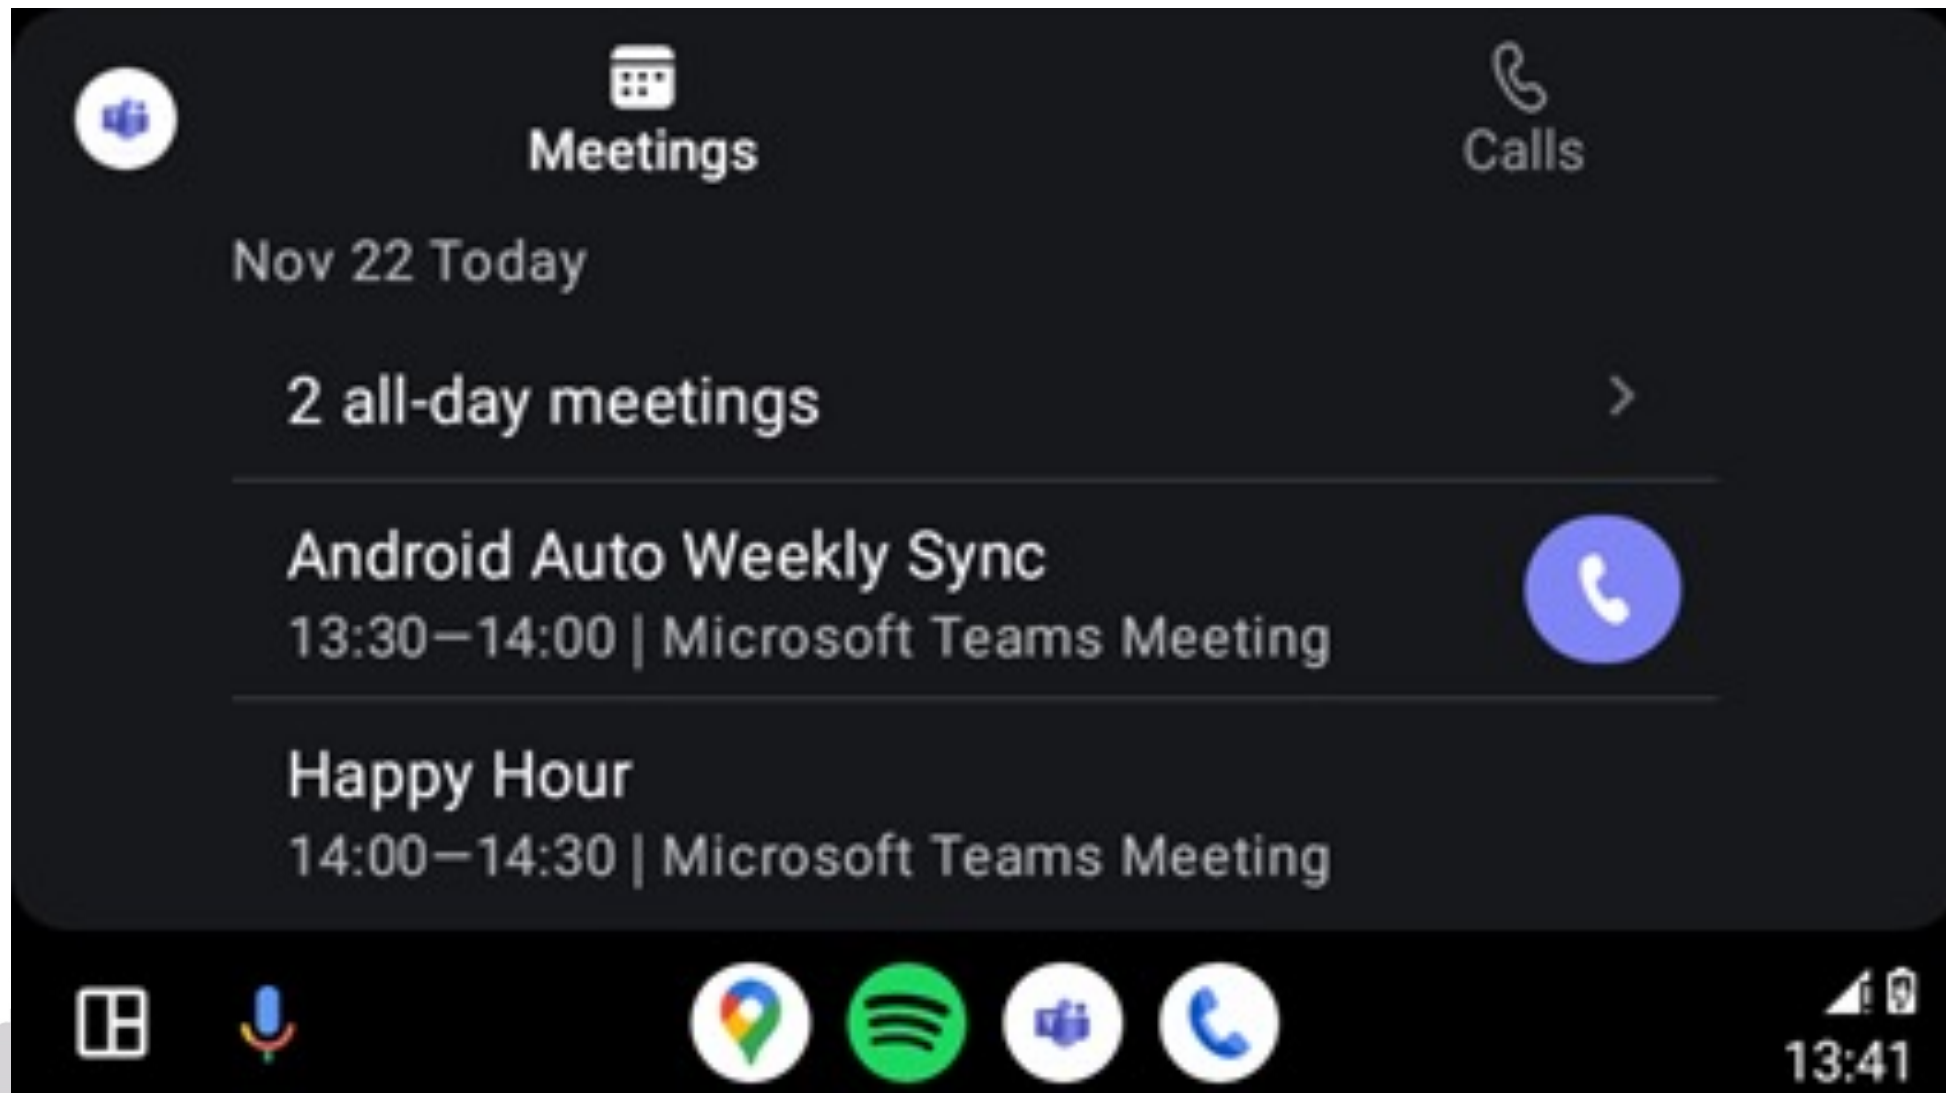 Meetings
Calls
Nov 22 Today
2 all-day meetings
Android Auto Weekly Sync
13:30—14:00 | Microsoft Teams Meeting
Happy Hour
14:00—14:30 | Microsoft Teams Meeting
13:41